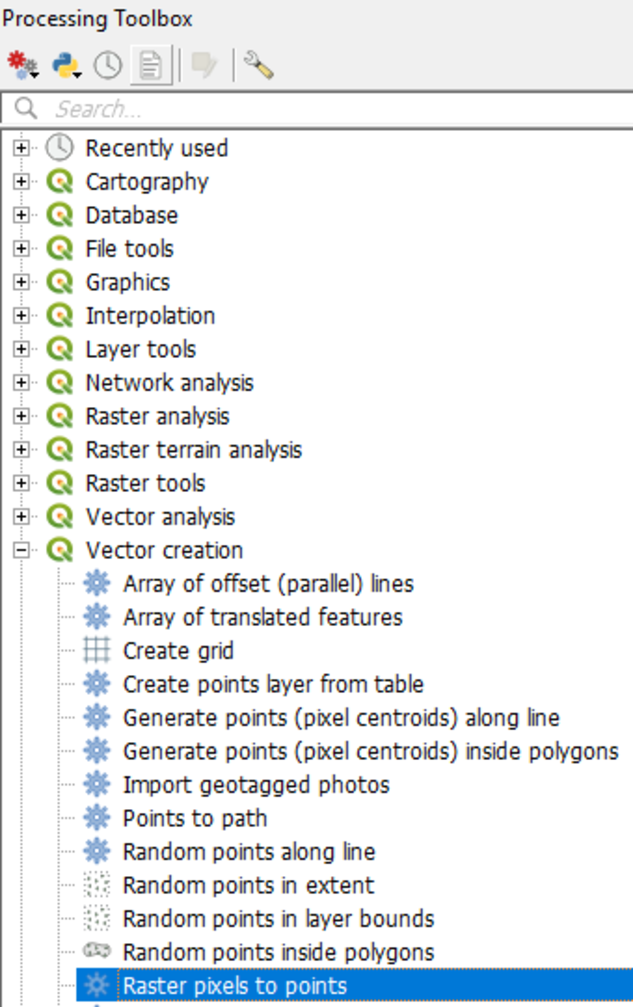 Processing Toolbox
Search...
Recently used
Cartography
Database
File tools
Graphics
Interpolation
Layer tools
Network analysis
Raster analysis
Raster terrain analysis
Raster tools
Vector analysis
Vector creation
Array of offset (parallel) lines
Array of translated features
Create grid
Create points layer from table
Generate points (pixel centroids) along line
Generate points (pixel centroids) inside polygons
Import geotagged photos
Points to path
Random points along line
Random points in extent
Random points in layer bounds
Random points inside polygons
Raster pixels to points